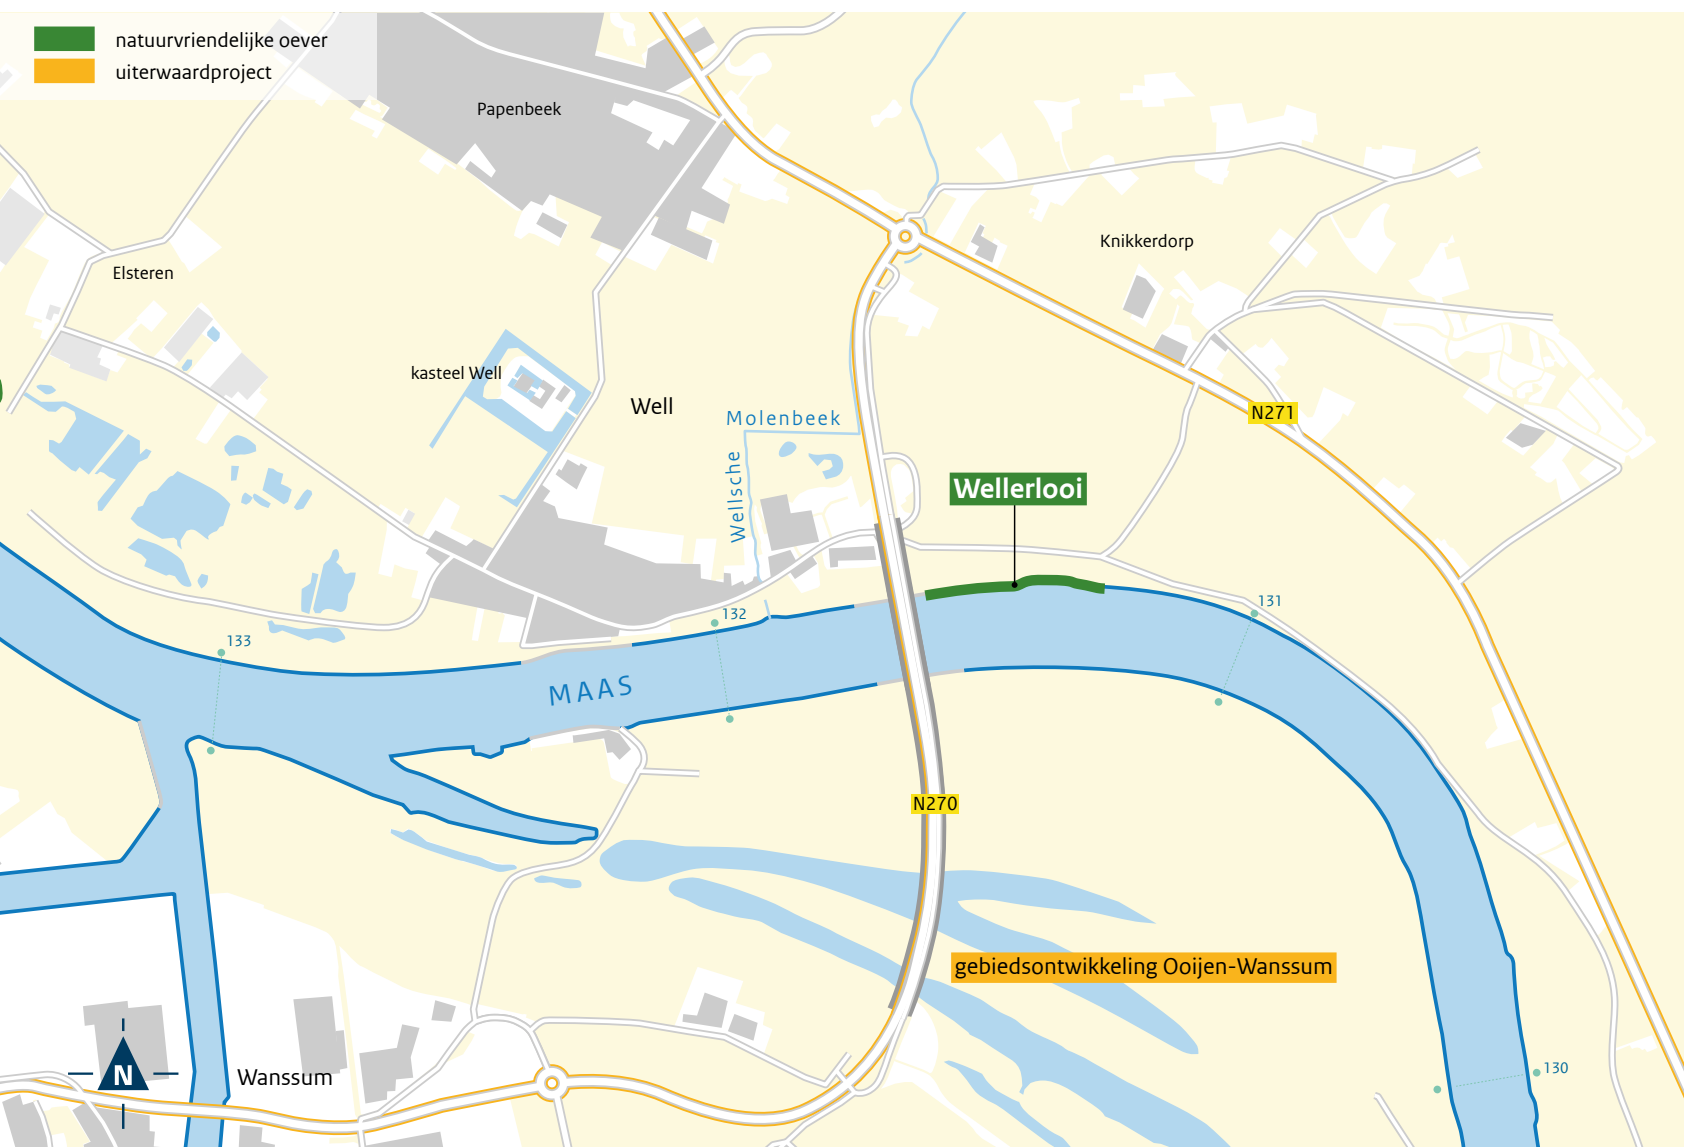 natuurvriendelijke oever
uiterwaardproject
Papenbeek
Knikkerdorp
Elsteren
kasteel Well
Well
Molenbeek
Wellsche
N271
Wellerlooi
131
132
133
MAAS
N270
gebiedsontwikkeling Ooijen-Wanssum
130
N
Wanssum